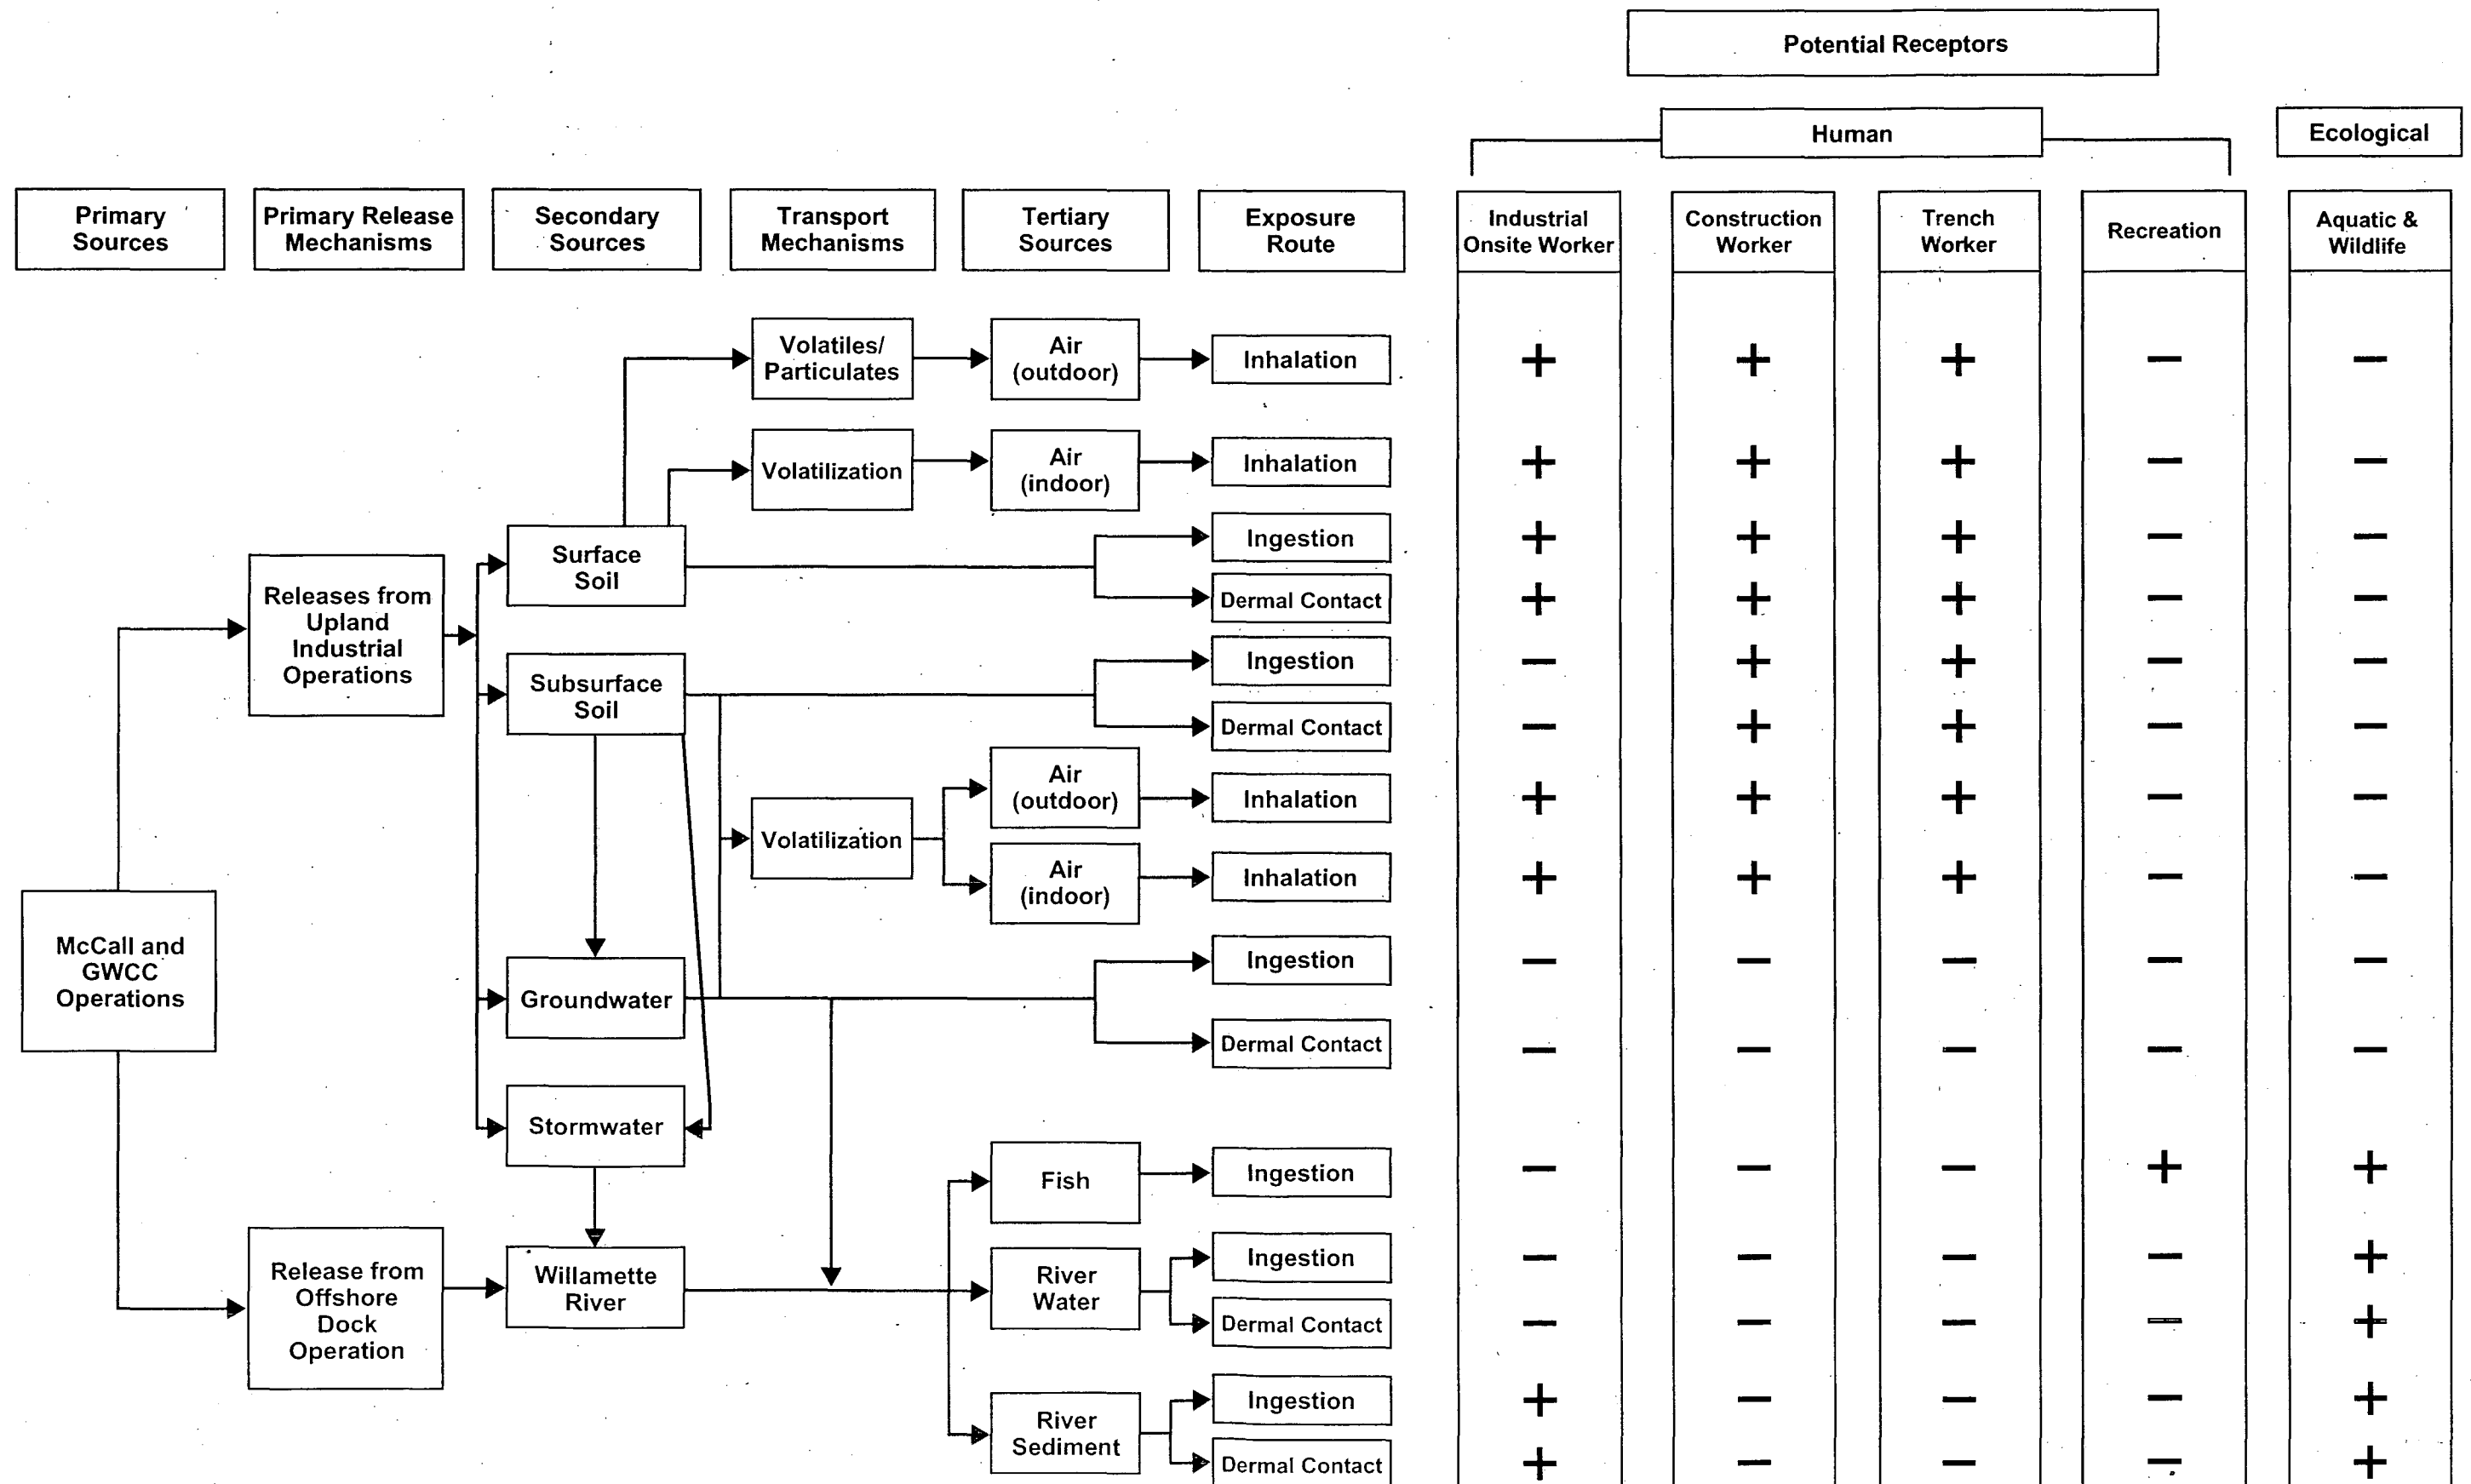 Potential Receptors
Human
Ecological
Primary
Sources
Primary Release
Mechanisms
Secondary
Sources
Transport
Mechanisms
Tertiary
Sources
Exposure
Route
Industrial
Onsite Worker
Construction
Worker
Trench
Worker
Recreation
Aquatic &
Wildlife
Volatiles/
Particulates
Air
(outdoor)
Inhalation
+ + + — —
Volatilization
Air
(indoor)
Inhalation
+ + + — —
Surface
Soil
Ingestion
+ + + — —
Dermal Contact
+ + + — —
Releases from
Upland
Industrial
Operations
Subsurface
Soil
Ingestion
— + + — —
Dermal Contact
— + + — —
Volatilization
Air
(outdoor)
Inhalation
+ + + — —
Air
(indoor)
Inhalation
+ + + — —
McCall and
GWCC
Operations
Groundwater
Ingestion
— — — — —
Dermal Contact
— — — — —
Stormwater
Fish
Ingestion
— — — + +
Release from
Offshore
Dock
Operation
Willamette
River
River
Water
Ingestion
— — — — +
Dermal Contact
— — — — +
River
Sediment
Ingestion
+ — — — +
Dermal Contact
+ — — — +